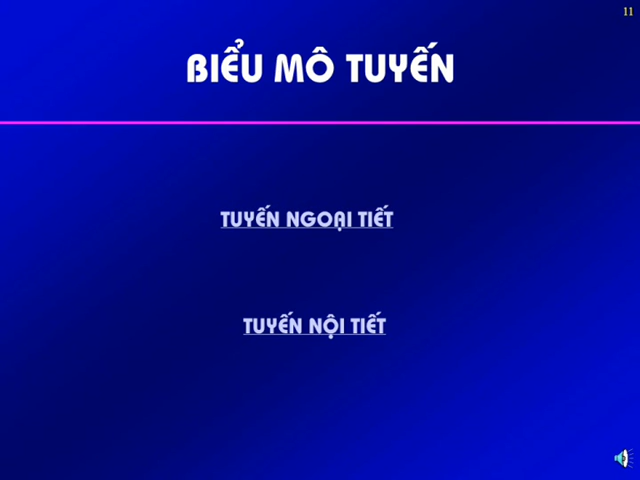 11
BIỂU MÔ TUYẾN
TUYẾN NGOẠI TIẾT
TUYẾN NỘI TIẾT